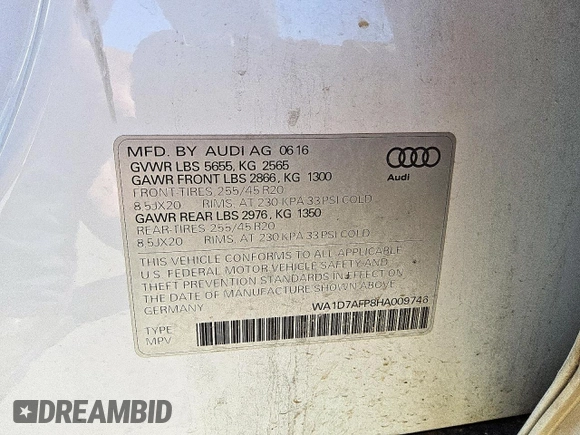 MFD. BY AUDI AG 06 16
GVWR LBS 5655, KG 2565
GAWR FRONT LBS 2866, KG 1300
FRONT-TIRES, 255/45 R20
8.5JX20 RIMS, AT 230 KPA 33 PSI COLD
GAWR REAR LBS 2976, KG 1350
REAR-TIRES, 255/45 R20
8.5JX20 RIMS, AT 230 KPA 33 PSI COLD
THIS VEHICLE CONFORMS TO ALL APPLICABLE
U.S. FEDERAL MOTOR VEHICLE SAFETY AND
THEFT PREVENTION STANDARDS IN EFFECT ON
THE DATE OF MANUFACTURE SHOWN ABOVE.
GERMANY WA1D7AFP8HA009746
TYPE
MPV
Audi
DREAMBID